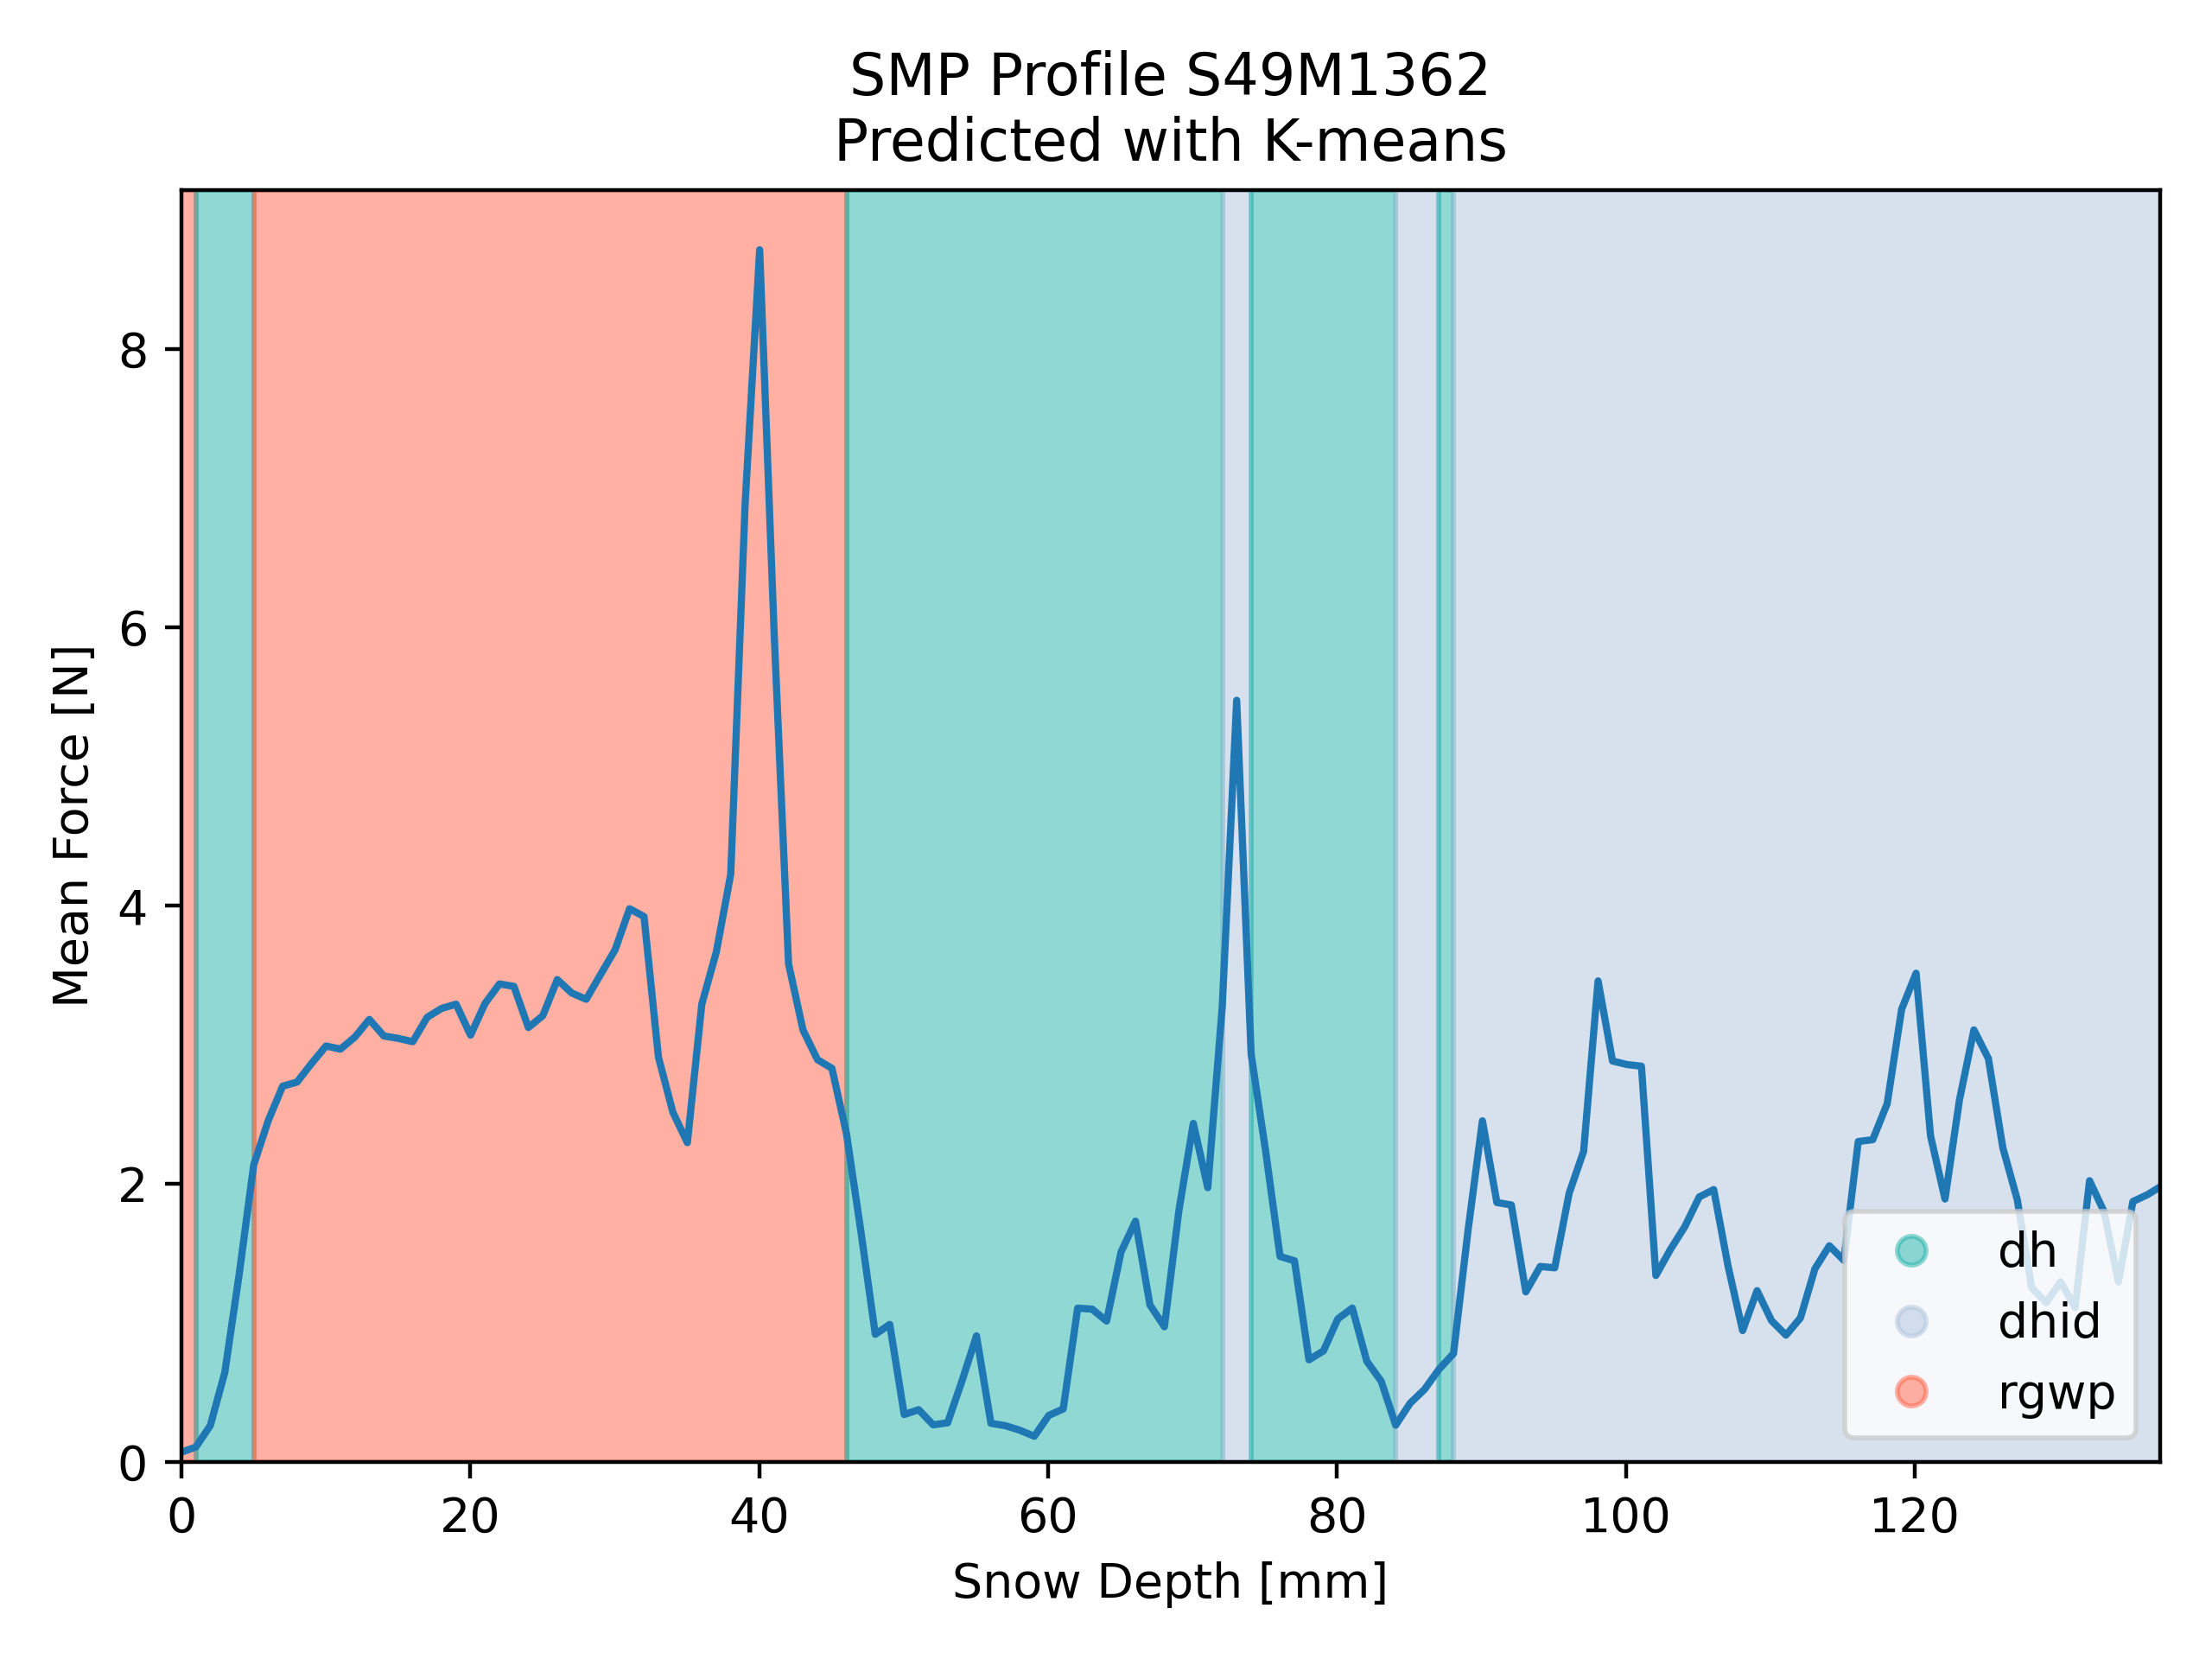 SMP Profile S49M1362
Predicted with K-means
Mean Force [N]
8
6
4
2
0
0 20 40 60 80 100 120
Snow Depth [mm]
dh
dhid
rgwp